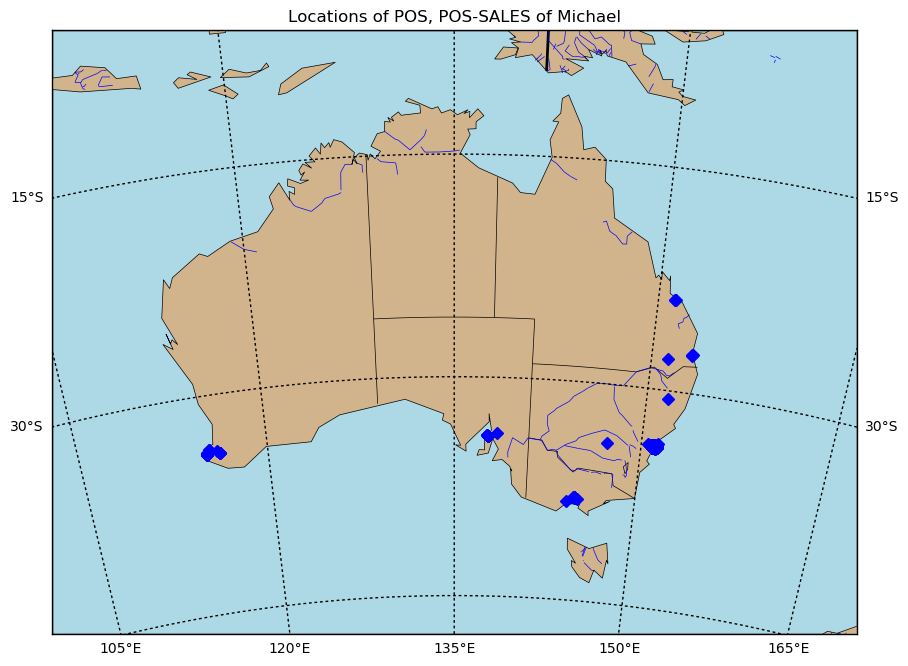 Locations of POS, POS-SALES of Michael
15°S
15°S
30°S
30°S
105°E
120°E
135°E
150°E
165°E